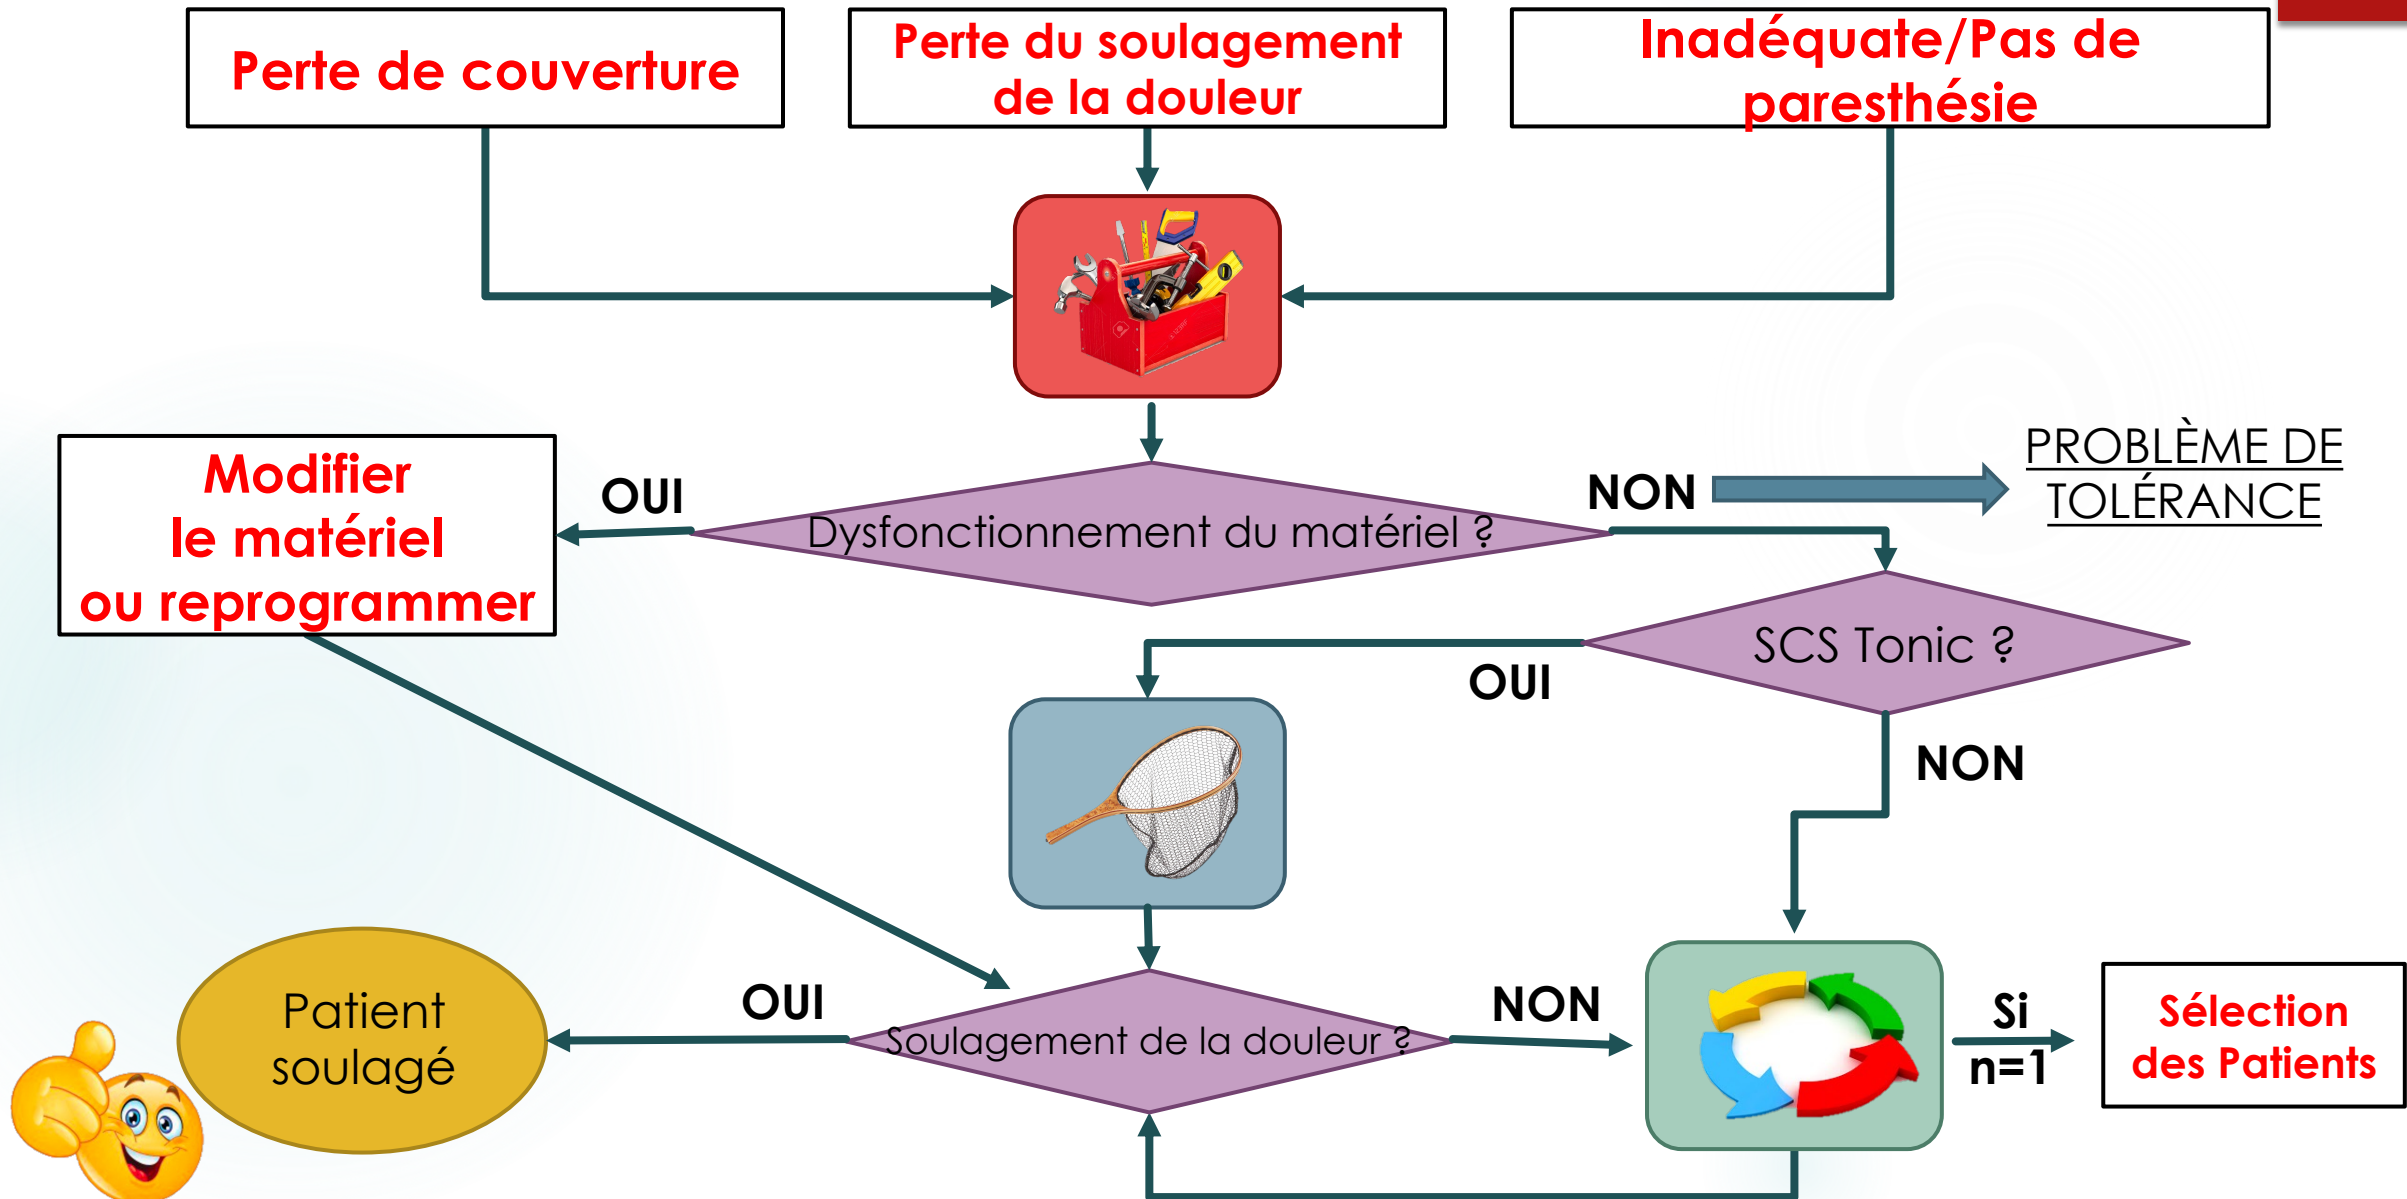 Perte de couverture
Perte du soulagement
de la douleur
Inadéquate/Pas de
paresthésie
Modifier
le matériel
ou reprogrammer
OUI
Dysfonctionnement du matériel ?
NON
PROBLÈME DE
TOLÉRANCE
SCS Tonic ?
OUI
NON
Patient
soulagé
OUI
Soulagement de la douleur ?
NON
Si
n=1
Sélection
des Patients